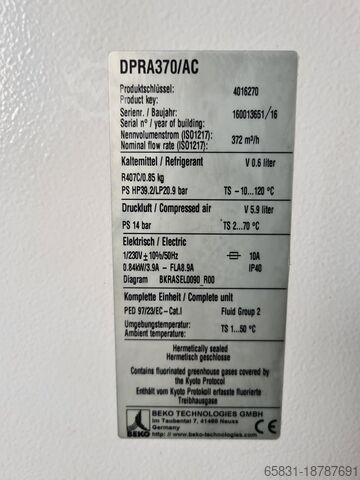 DPRA370/AC
Produktschlüssel: 4016270
Product key:
Seriennr. / Baujahr: 160013651/16
Serial n° / year of building:
Nennvolumenstrom (ISO1217): 372 m³/h
Nominal flow rate (ISO1217):
Kaltemittel / Refrigerant V 0.6 liter
R407C/0.85 kg
PS HP39.2/LP20.9 bar TS -10...120 °C
Druckluft / Compressed air V 5.9 liter
PS 14 bar TS 2...70 °C
Elektrisch / Electric
1/230V±10%/50Hz 10A
0.84kW/3.9A - FLA8.9A IP40
Diagram BKRASEL0090_R00
Komplette Einheit / Complete unit
PED 97/23/EC-Cat.I Fluid Group 2
Umgebungstemperatur: TS 1...50 °C
Ambient temperature:
Hermetically sealed
Hermetisch geschlosse
Contains fluorinated greenhouse gases covered by
the Kyoto Protocol
Enthält vom Kyoto Protokoll erfasste fluorierte
Treibhausgase
BEKO TECHNOLOGIES GMBH
Im Taubental 7, 41468 Neuss
Germany
BEKO http://www.beko-technologies.com CE
65831-18787691